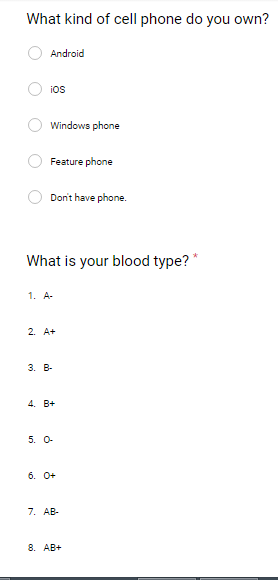 What kind of cell phone do you own?
Android
iOS
Windows phone
Feature phone
Don't have phone.
What is your blood type? *
1. A-
2. A+
3. B-
4. B+
5. O-
6. O+
7. AB-
8. AB+